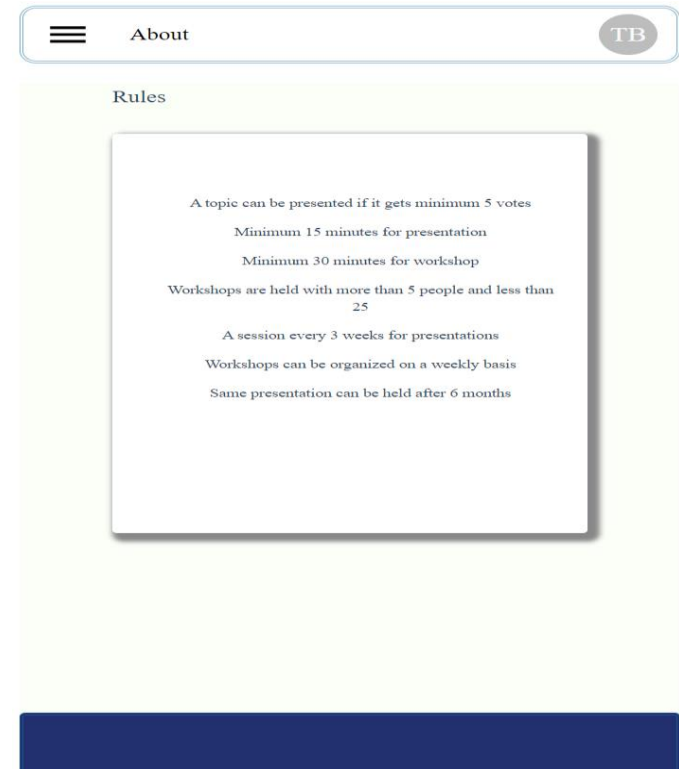 About
TB
Rules
A topic can be presented if it gets minimum 5 votes
Minimum 15 minutes for presentation
Minimum 30 minutes for workshop
Workshops are held with more than 5 people and less than
25
A session every 3 weeks for presentations
Workshops can be organized on a weekly basis
Same presentation can be held after 6 months